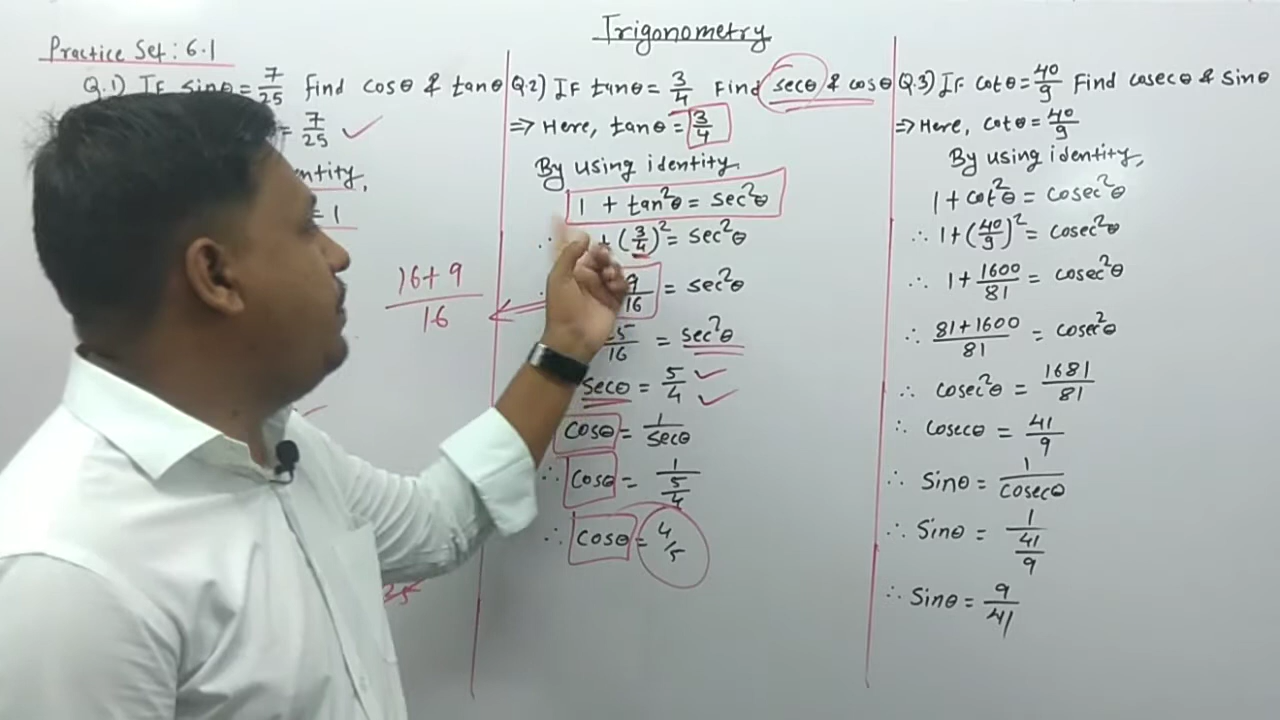 Trigonometry
Practice Set: 6.1
Q.1) IF sinθ = 7/25 Find cosθ & tanθ
= 7/25 ✓
ntity,
= 1
16 + 9 / 16
25
Q.2) IF tanθ = 3/4 Find secθ & cosθ
⇒ Here, tanθ = 3/4
By using identity.
1 + tan²θ = sec²θ
∴ + (3/4)² = sec²θ
9/16 = sec²θ
/16 = sec²θ
secθ = 5/4 ✓ ✓
cosθ = 1/secθ
∴ cosθ = 1/(5/4)
∴ cosθ = 4/5
Q.3) IF cotθ = 40/9 Find cosecθ & sinθ
⇒ Here, cotθ = 40/9
By using identity,
1 + cot²θ = cosec²θ
∴ 1 + (40/9)² = cosec²θ
∴ 1 + 1600/81 = cosec²θ
∴ 81 + 1600 / 81 = cosec²θ
∴ cosec²θ = 1681/81
∴ cosecθ = 41/9
∴ sinθ = 1/cosecθ
∴ sinθ = 1/(41/9)
∴ sinθ = 9/41